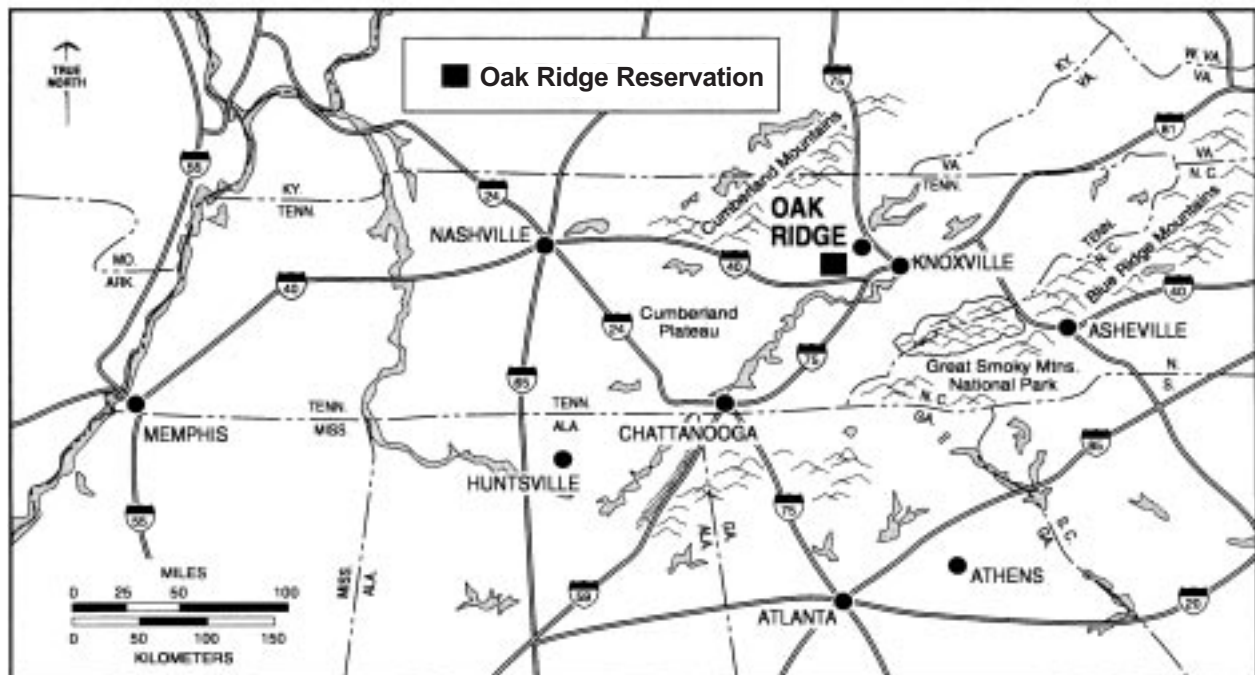 TRUE
NORTH
Oak Ridge Reservation
75
KY.
VA.
W. VA.
VA.
81
55
Cumberland Mountains
VA.
TENN.
VA.
N. C.
KY.
TENN.
24
OAK
RIDGE
NASHVILLE
KNOXVILLE
TENN.
N. C.
Blue Ridge Mountains
MO.
ARK.
40
40
40
Cumberland
Plateau
24
ASHEVILLE
75
65
Great Smoky Mtns.
National Park
N.
S.
TENN.
MISS.
TENN.
ALA.
N. C.
GA.
MEMPHIS
CHATTANOOGA
85
HUNTSVILLE
55
75
S. C.
GA.
GA.
ALA.
MISS.
ALA.
ATHENS
MILES
0 25 50 100
0 50 100 150
KILOMETERS
59
ATLANTA
20